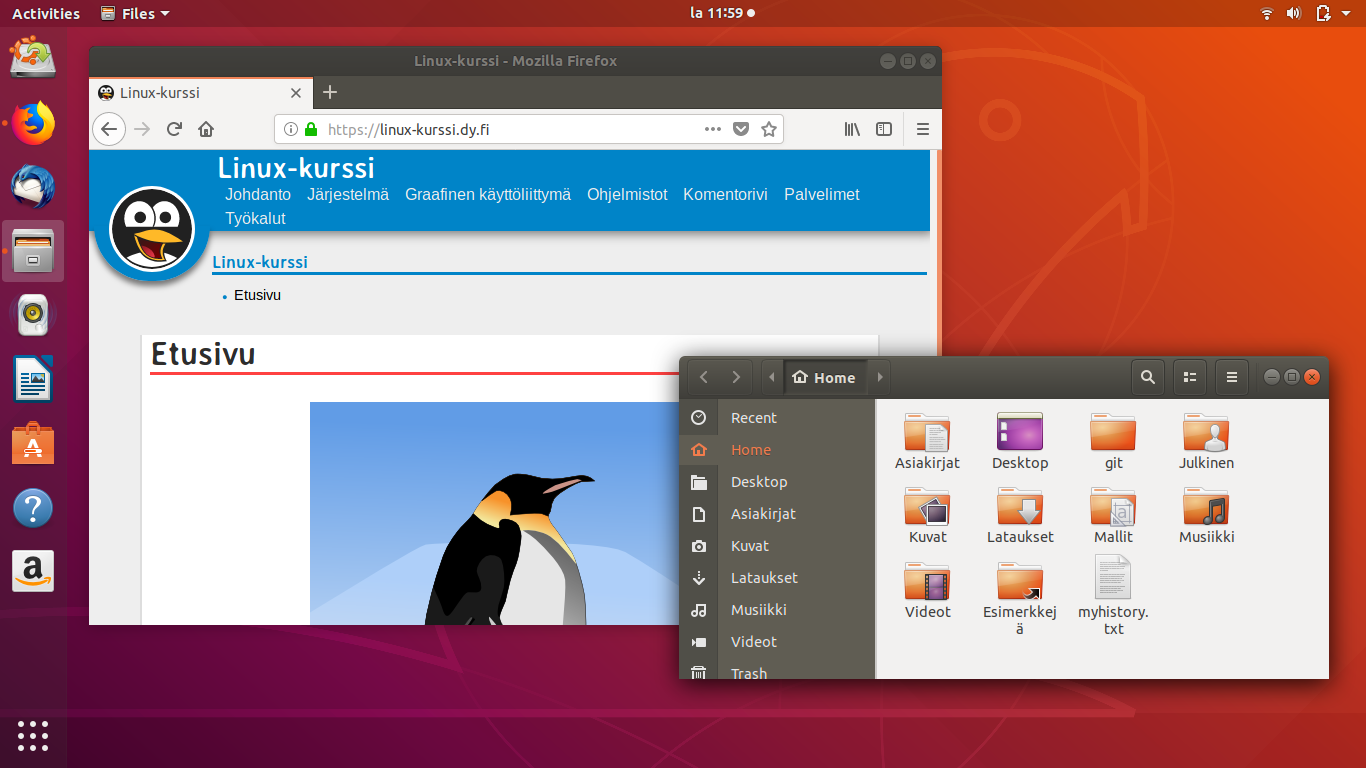 Activities Files la 11:59
Linux-kurssi - Mozilla Firefox
Linux-kurssi
https://linux-kurssi.dy.fi
Linux-kurssi
Johdanto Järjestelmä Graafinen käyttöliittymä Ohjelmistot Komentorivi Palvelimet
Työkalut
Linux-kurssi
Etusivu
Etusivu
Home
Recent
Home
Desktop
Asiakirjat
Kuvat
Lataukset
Musiikki
Videot
Trash
Asiakirjat Desktop git Julkinen
Kuvat Lataukset Mallit Musiikki
Videot Esimerkkej myhistory.
ä txt